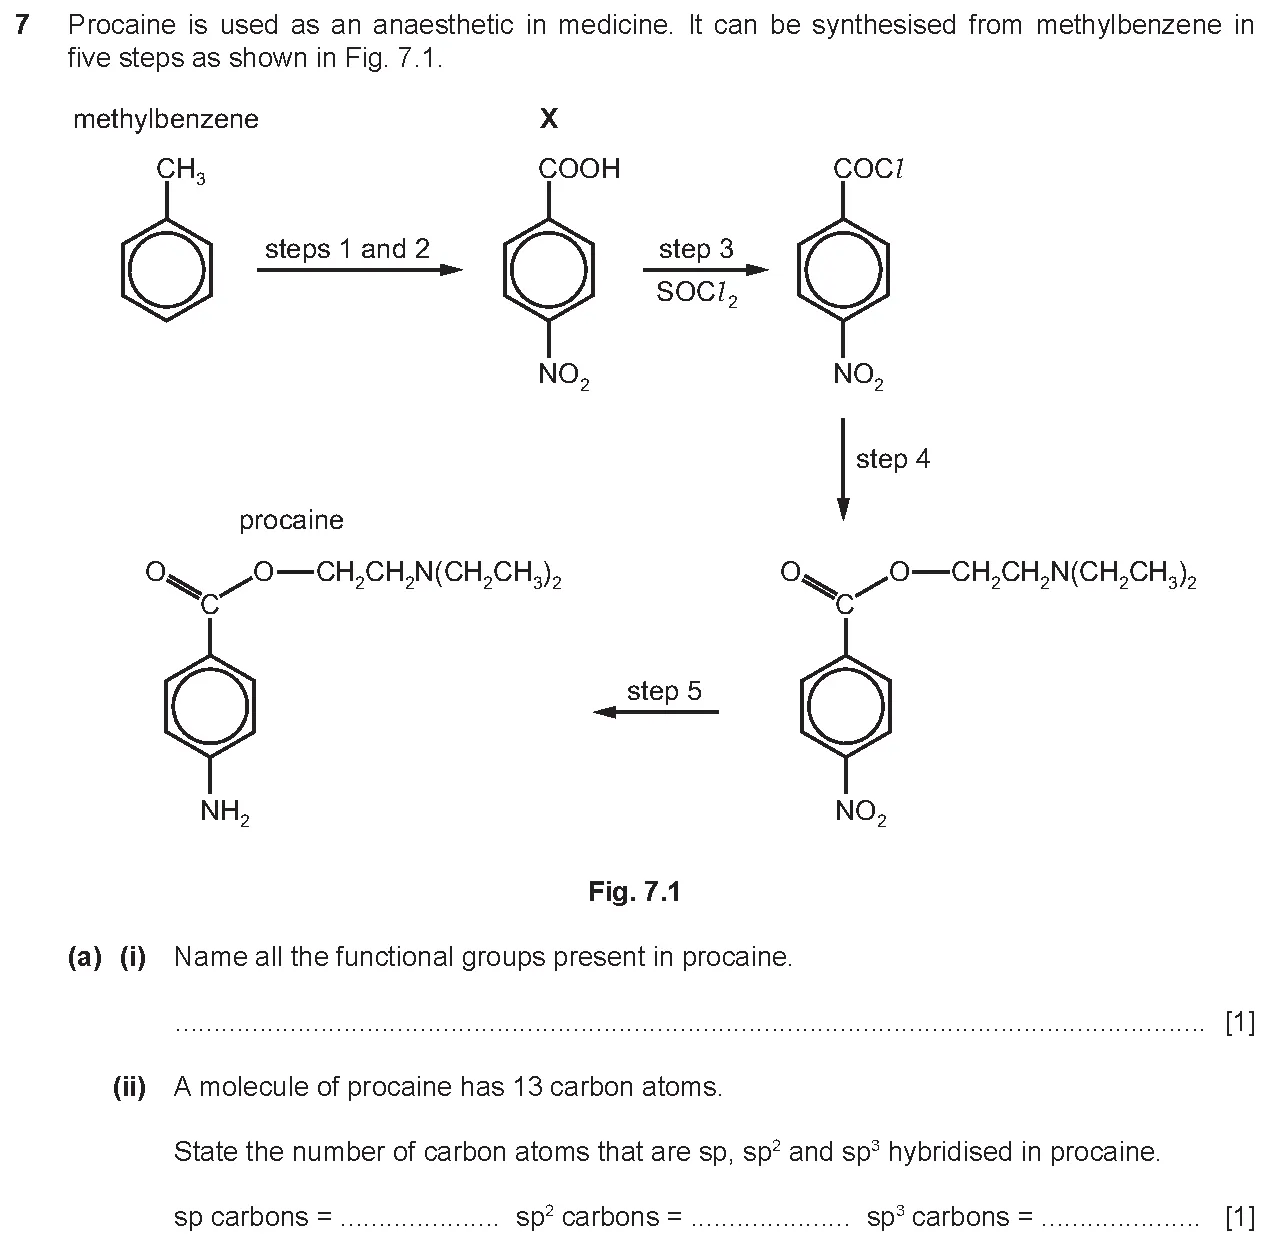 7 Procaine is used as an anaesthetic in medicine. It can be synthesised from methylbenzene in
five steps as shown in Fig. 7.1.
methylbenzene
X
CH₃
COOH
COCl
steps 1 and 2
step 3
SOCl₂
NO₂
NO₂
step 4
procaine
O
O—CH₂CH₂N(CH₂CH₃)₂
C
O
O—CH₂CH₂N(CH₂CH₃)₂
C
step 5
NH₂
NO₂
Fig. 7.1
(a) (i) Name all the functional groups present in procaine.
.......................................................................................................................................... [1]
(ii) A molecule of procaine has 13 carbon atoms.
State the number of carbon atoms that are sp, sp² and sp³ hybridised in procaine.
sp carbons = ..................... sp² carbons = ..................... sp³ carbons = ..................... [1]